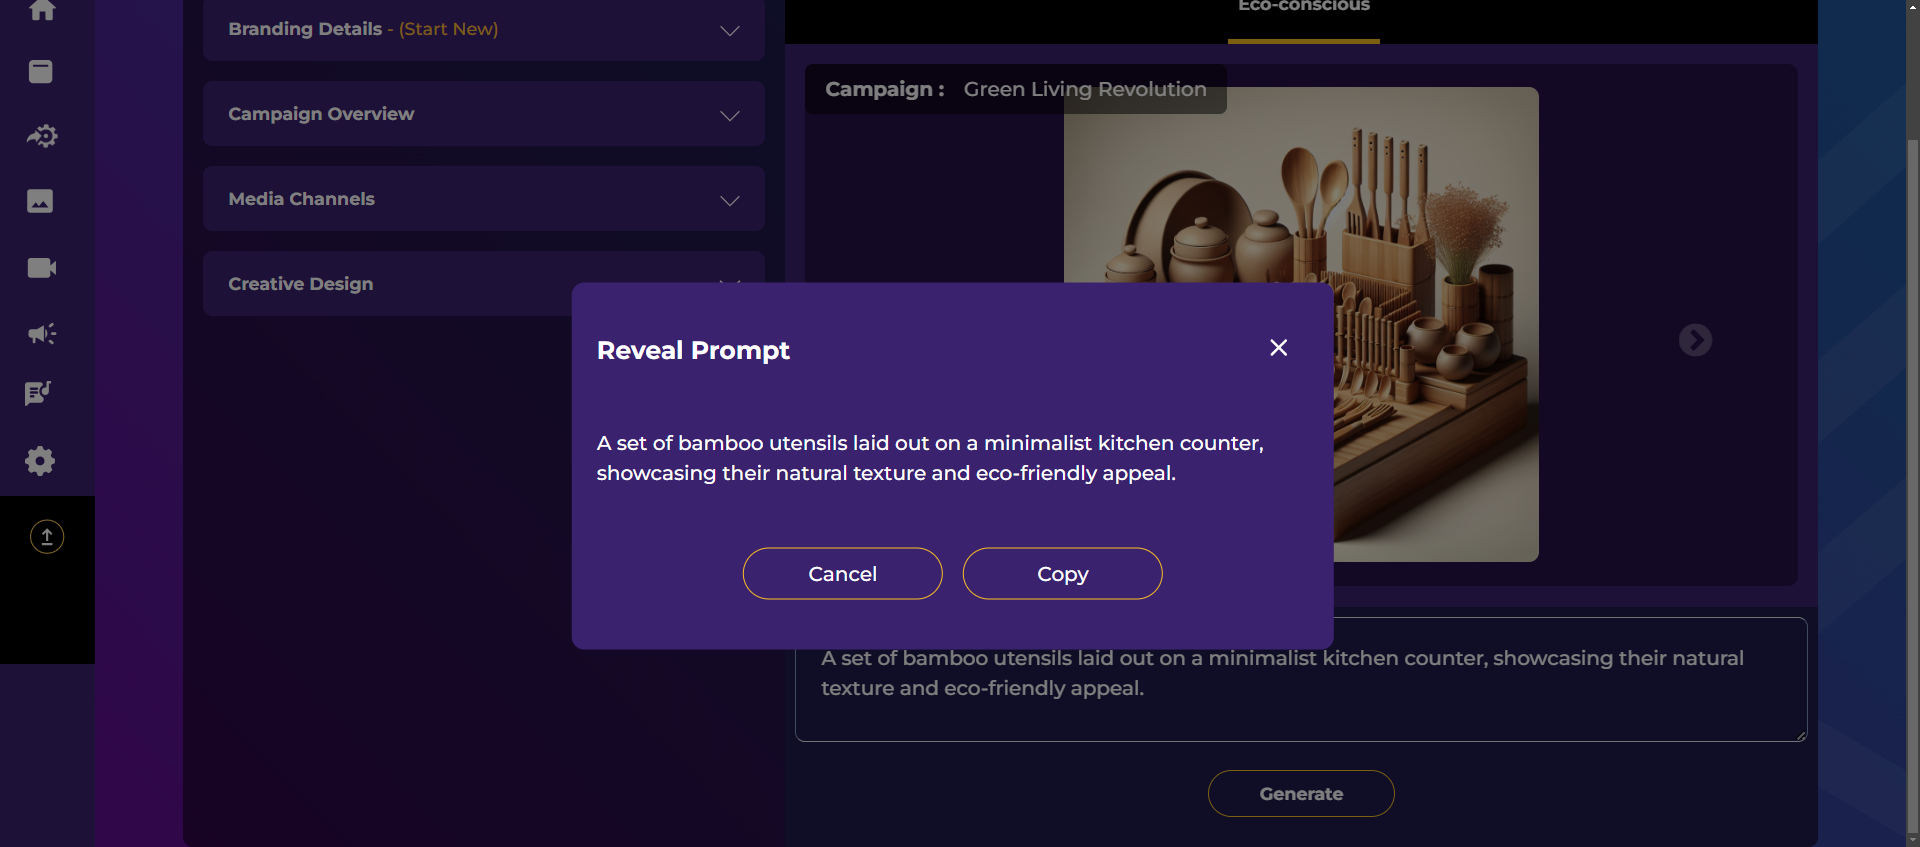 Eco-conscious
Branding Details - (Start New)
Campaign Overview
Media Channels
Creative Design
Campaign : Green Living Revolution
Reveal Prompt
A set of bamboo utensils laid out on a minimalist kitchen counter,
showcasing their natural texture and eco-friendly appeal.
Cancel
Copy
A set of bamboo utensils laid out on a minimalist kitchen counter, showcasing their natural
texture and eco-friendly appeal.
Generate